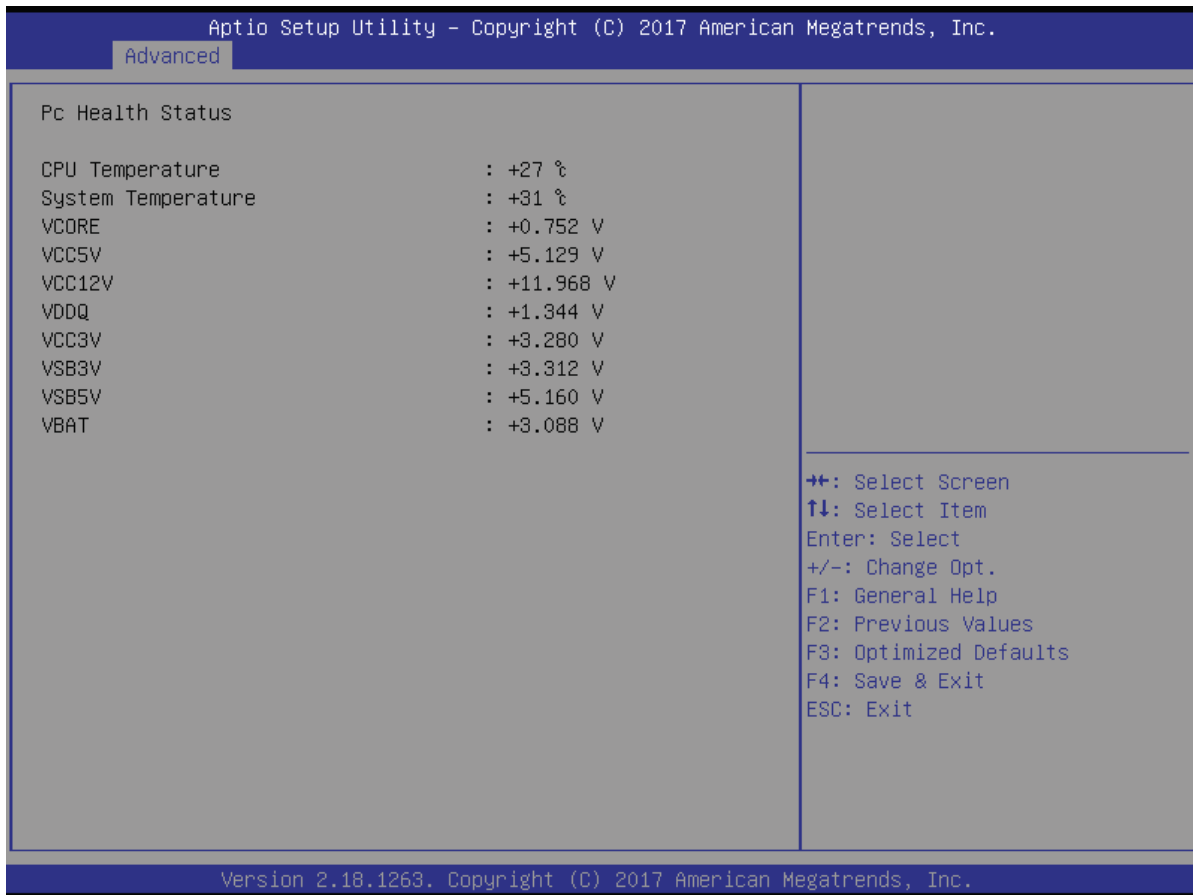 Aptio Setup Utility – Copyright (C) 2017 American Megatrends, Inc.
Advanced
Pc Health Status
CPU Temperature : +27 ℃
System Temperature : +31 ℃
VCORE : +0.752 V
VCC5V : +5.129 V
VCC12V : +11.968 V
VDDQ : +1.344 V
VCC3V : +3.280 V
VSB3V : +3.312 V
VSB5V : +5.160 V
VBAT : +3.088 V
→←: Select Screen
↑↓: Select Item
Enter: Select
+/-: Change Opt.
F1: General Help
F2: Previous Values
F3: Optimized Defaults
F4: Save & Exit
ESC: Exit
Version 2.18.1263. Copyright (C) 2017 American Megatrends, Inc.